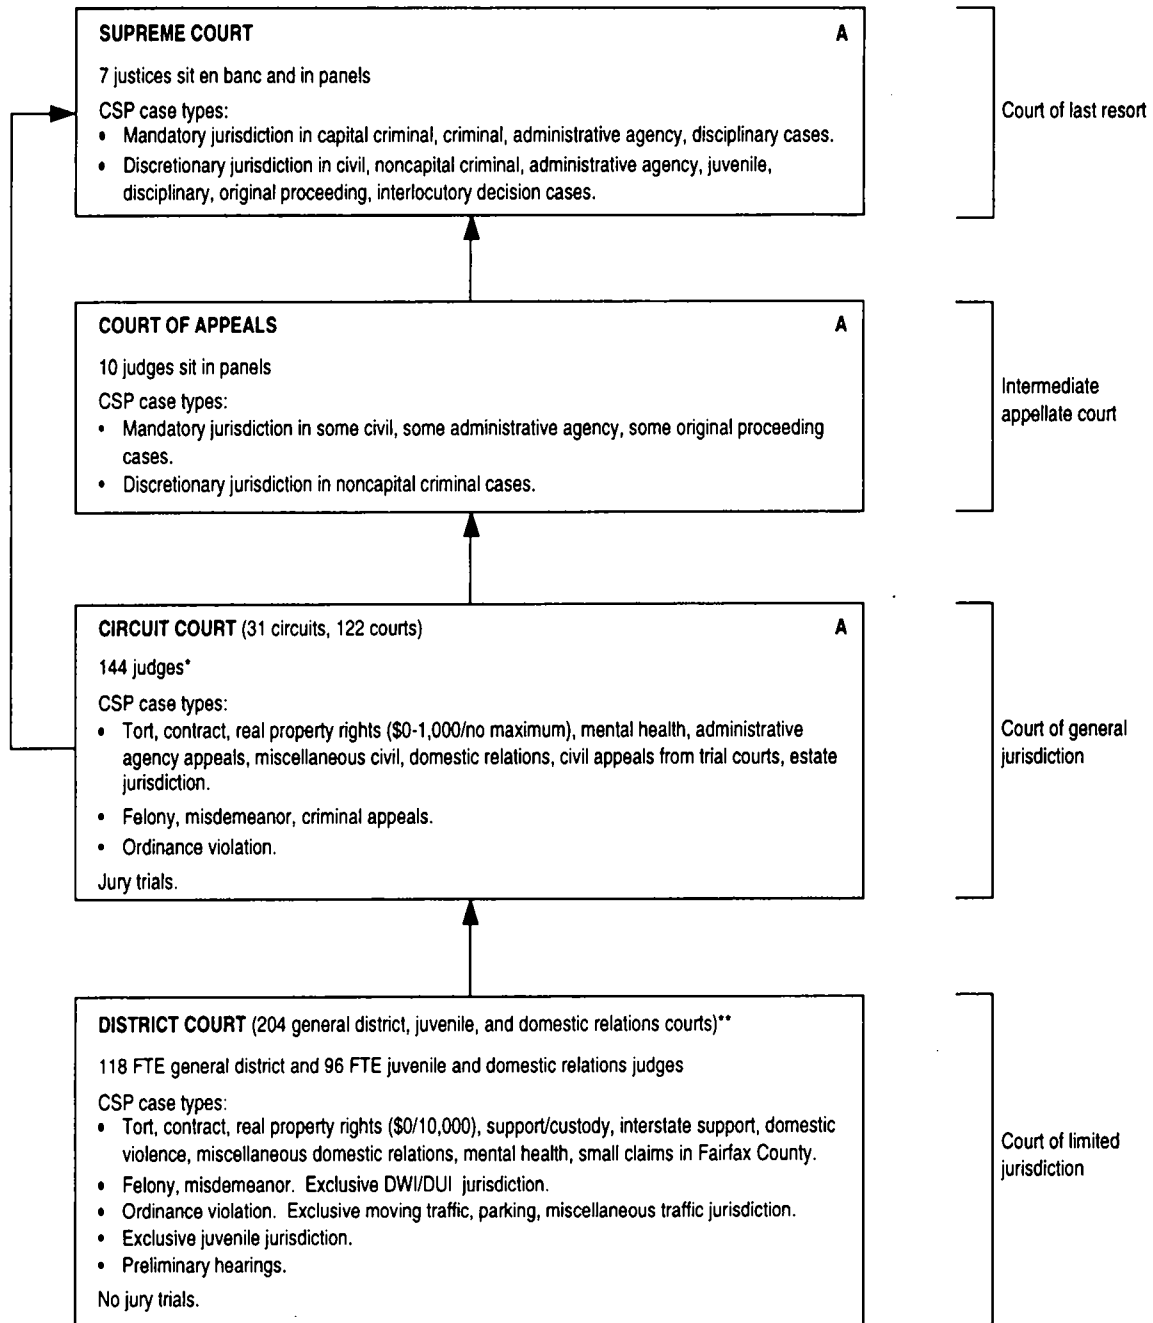 SUPREME COURT A
7 justices sit en banc and in panels
CSP case types:
• Mandatory jurisdiction in capital criminal, criminal, administrative agency, disciplinary cases.
• Discretionary jurisdiction in civil, noncapital criminal, administrative agency, juvenile,
disciplinary, original proceeding, interlocutory decision cases.
Court of last resort
COURT OF APPEALS A
10 judges sit in panels
CSP case types:
• Mandatory jurisdiction in some civil, some administrative agency, some original proceeding
cases.
• Discretionary jurisdiction in noncapital criminal cases.
Intermediate
appellate court
CIRCUIT COURT (31 circuits, 122 courts) A
144 judges*
CSP case types:
• Tort, contract, real property rights ($0-1,000/no maximum), mental health, administrative
agency appeals, miscellaneous civil, domestic relations, civil appeals from trial courts, estate
jurisdiction.
• Felony, misdemeanor, criminal appeals.
• Ordinance violation.
Jury trials.
Court of general
jurisdiction
DISTRICT COURT (204 general district, juvenile, and domestic relations courts)**
118 FTE general district and 96 FTE juvenile and domestic relations judges
CSP case types:
• Tort, contract, real property rights ($0/10,000), support/custody, interstate support, domestic
violence, miscellaneous domestic relations, mental health, small claims in Fairfax County.
• Felony, misdemeanor. Exclusive DWI/DUI jurisdiction.
• Ordinance violation. Exclusive moving traffic, parking, miscellaneous traffic jurisdiction.
• Exclusive juvenile jurisdiction.
• Preliminary hearings.
No jury trials.
Court of limited
jurisdiction